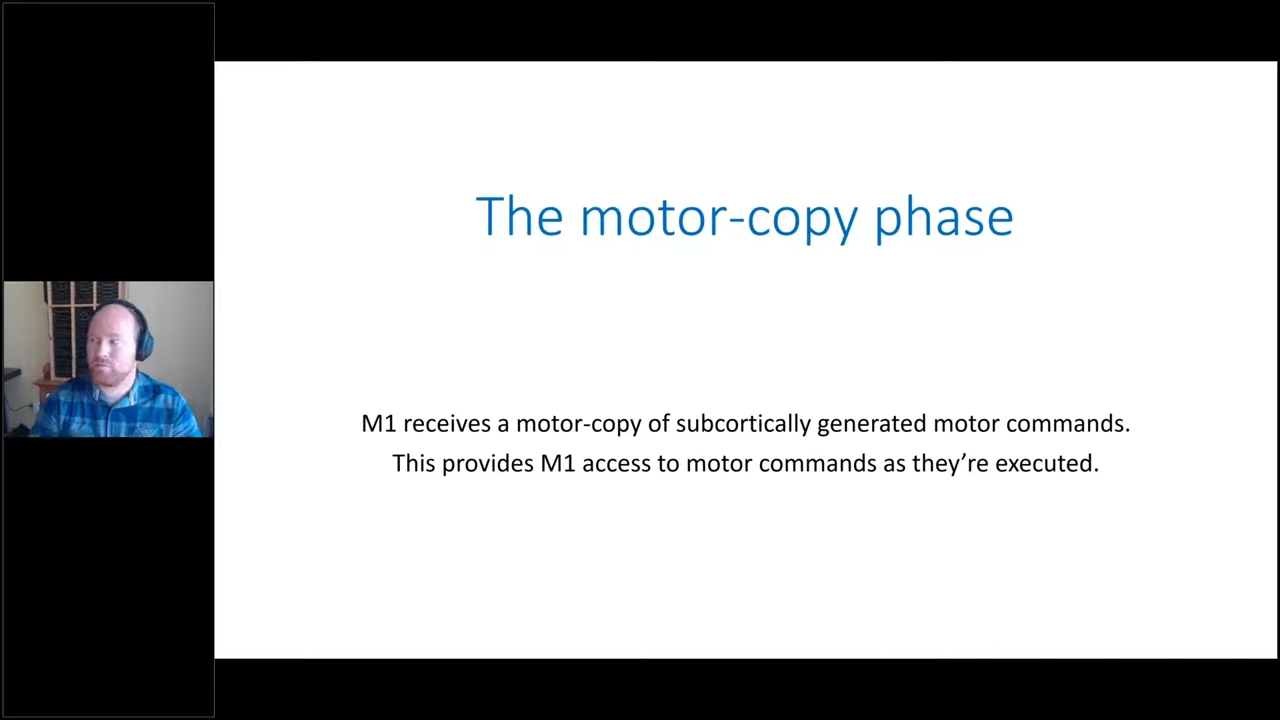 The motor-copy phase
M1 receives a motor-copy of subcortically generated motor commands.
This provides M1 access to motor commands as they’re executed.